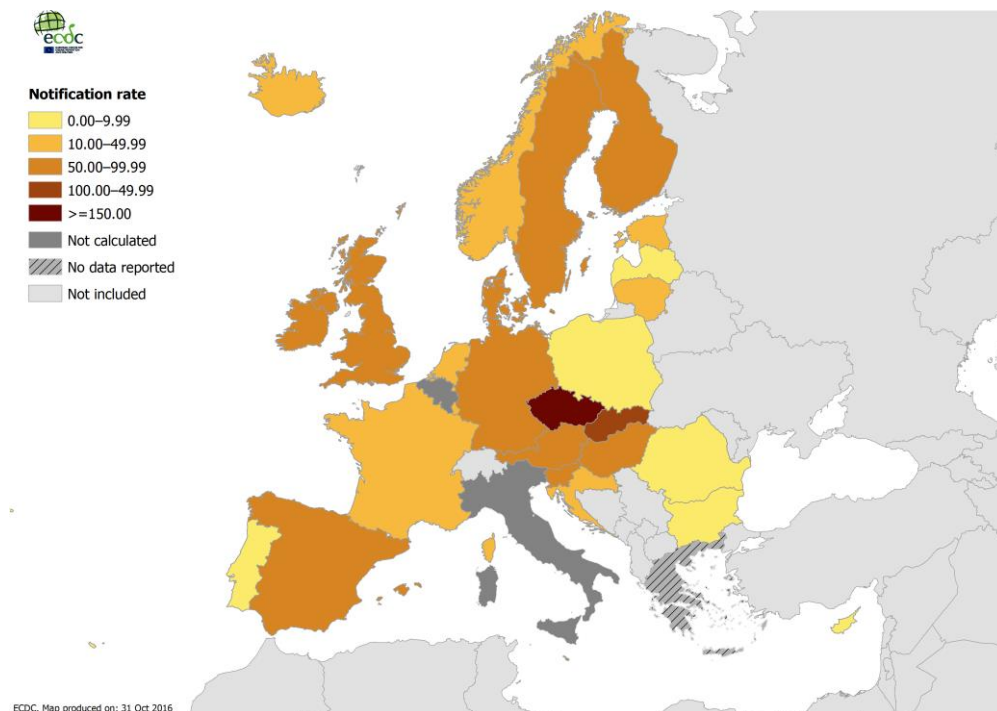 ecdc
Notification rate
0.00–9.99
10.00–49.99
50.00–99.99
100.00–49.99
>=150.00
Not calculated
No data reported
Not included
ECDC. Map produced on: 31 Oct 2016